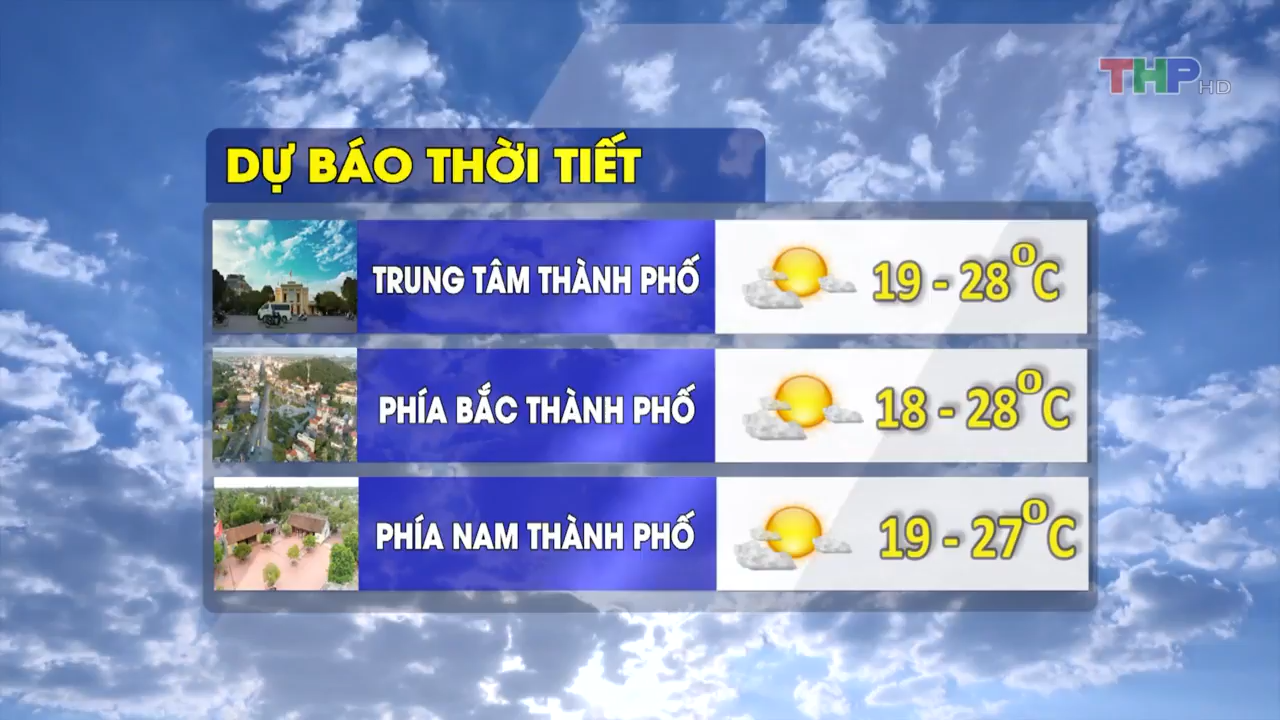 THP HD
DỰ BÁO THỜI TIẾT
TRUNG TÂM THÀNH PHỐ
19 - 28°C
PHÍA BẮC THÀNH PHỐ
18 - 28°C
PHÍA NAM THÀNH PHỐ
19 - 27°C